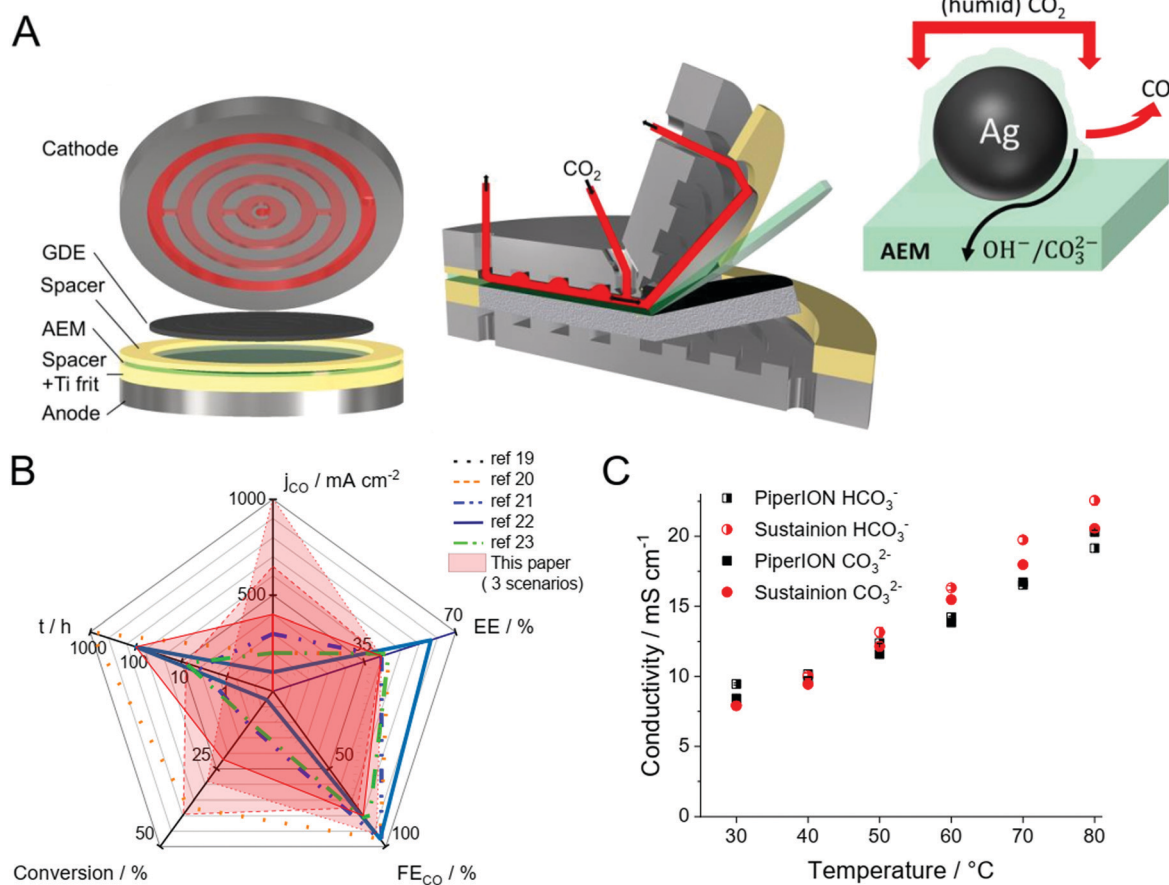 A
Cathode
GDE
Spacer
AEM
Spacer
+Ti frit
Anode
CO₂
(humid) CO₂
Ag
CO
AEM
OH⁻/CO₃²⁻
B
j_CO / mA cm⁻²
1000
500
70
EE / %
35
t / h
1000
100
10
1
25
50
50
100
Conversion / %
FE_CO / %
ref 19
ref 20
ref 21
ref 22
ref 23
This paper
( 3 scenarios)
C
PiperION HCO₃⁻
Sustainion HCO₃⁻
PiperION CO₃²⁻
Sustainion CO₃²⁻
Conductivity / mS cm⁻¹
20
15
10
5
0
30 40 50 60 70 80
Temperature / °C